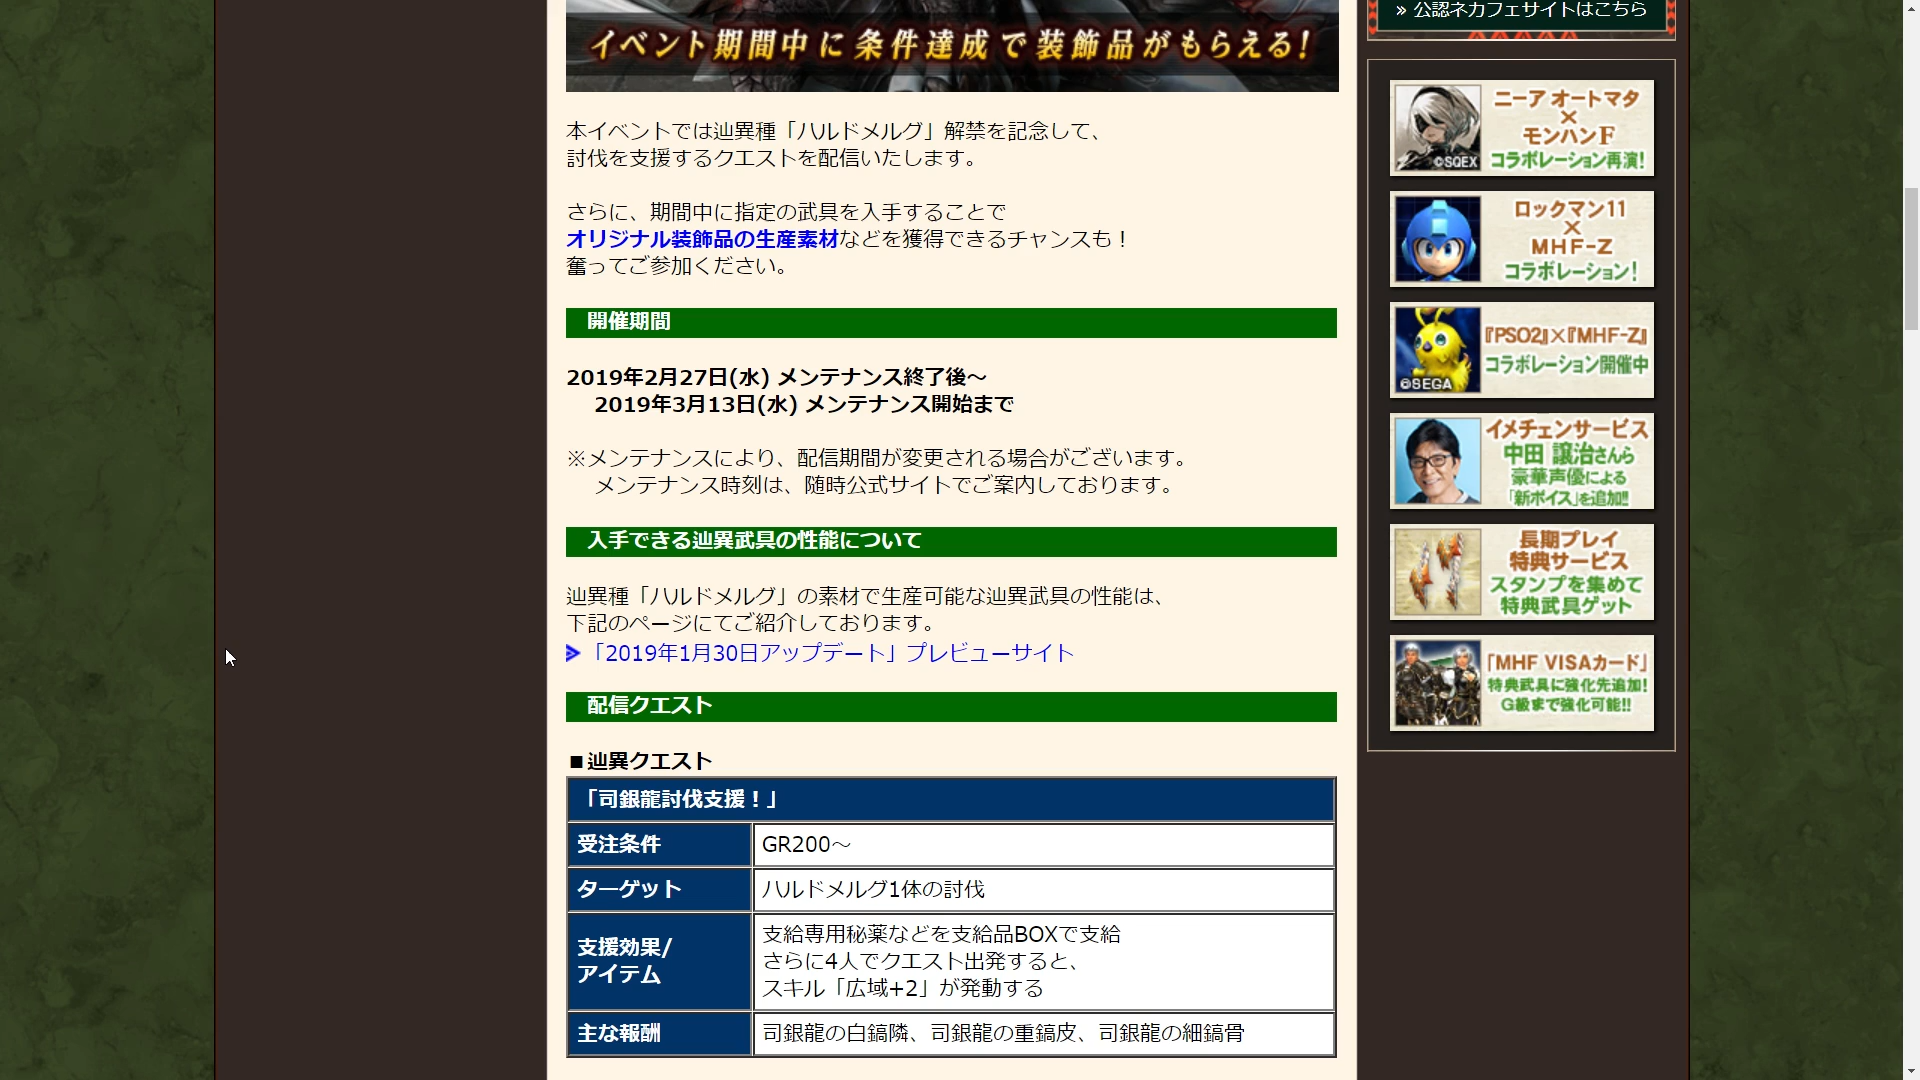 イベント期間中に条件達成で装飾品がもらえる!
本イベントでは辿異種「ハルドメルグ」解禁を記念して、
討伐を支援するクエストを配信いたします。
さらに、期間中に指定の武具を入手することで
オリジナル装飾品の生産素材などを獲得できるチャンスも！
奮ってご参加ください。
開催期間
2019年2月27日(水) メンテナンス終了後～
2019年3月13日(水) メンテナンス開始まで
※メンテナンスにより、配信期間が変更される場合がございます。
メンテナンス時刻は、随時公式サイトでご案内しております。
入手できる辿異武具の性能について
辿異種「ハルドメルグ」の素材で生産可能な辿異武具の性能は、
下記のページにてご紹介しております。
「2019年1月30日アップデート」プレビューサイト
配信クエスト
■辿異クエスト
「司銀龍討伐支援！」
受注条件 GR200～
ターゲット ハルドメルグ1体の討伐
支援効果/
アイテム
支給専用秘薬などを支給品BOXで支給
さらに4人でクエスト出発すると、
スキル「広域+2」が発動する
主な報酬 司銀龍の白鎬隣、司銀龍の重鎬皮、司銀龍の細鎬骨
» 公認ネカフェサイトはこちら
ニーア オートマタ
×
モンハンF
コラボレーション再演!
©SQEX
ロックマン11
×
MHF-Z
コラボレーション!
『PSO2』×『MHF-Z』
コラボレーション開催中
©SEGA
イメチェンサービス
中田 譲治さんら
豪華声優による
「新ボイス」を追加!!
長期プレイ
特典サービス
スタンプを集めて
特典武具ゲット
「MHF VISAカード」
特典武具に強化先追加!
G級まで強化可能!!